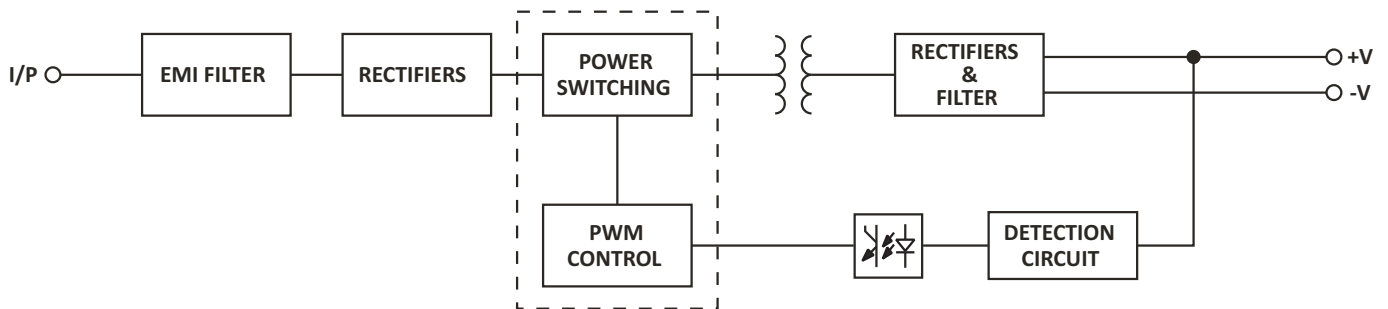 I/P
EMI FILTER
RECTIFIERS
POWER
SWITCHING
RECTIFIERS
&
FILTER
+V
-V
PWM
CONTROL
DETECTION
CIRCUIT